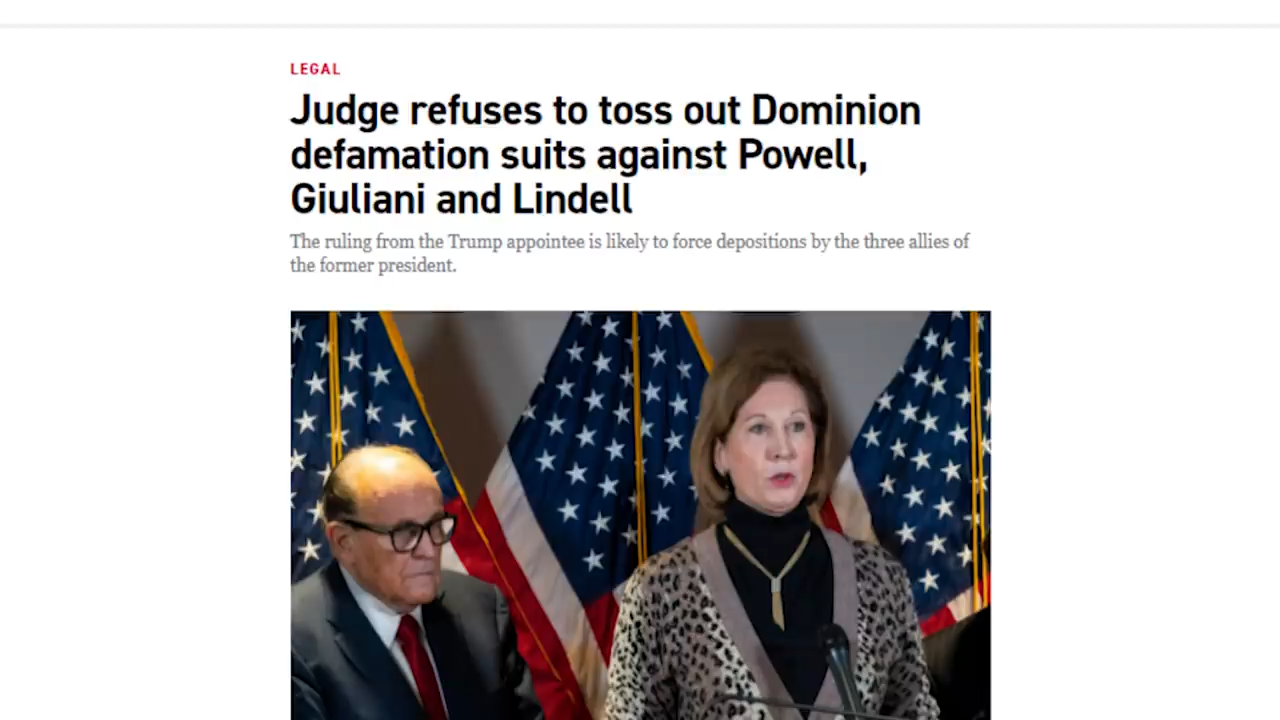 LEGAL
Judge refuses to toss out Dominion
defamation suits against Powell,
Giuliani and Lindell
The ruling from the Trump appointee is likely to force depositions by the three allies of
the former president.